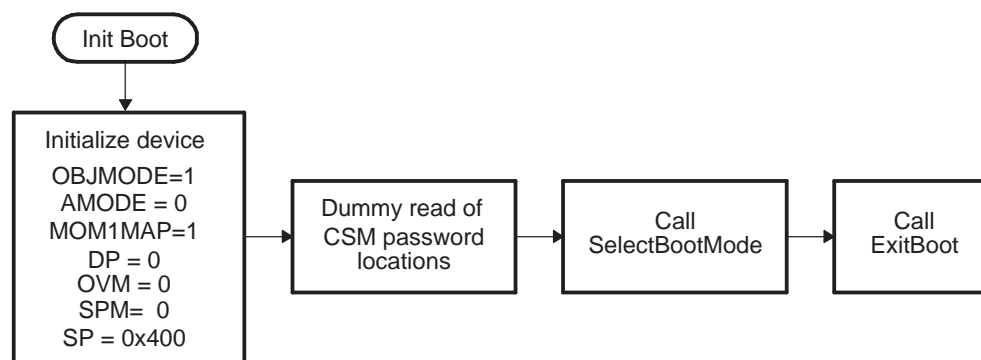 Init Boot
Initialize device
OBJMODE=1
AMODE = 0
MOM1MAP=1
DP = 0
OVM = 0
SPM= 0
SP = 0x400
Dummy read of
CSM password
locations
Call
SelectBootMode
Call
ExitBoot